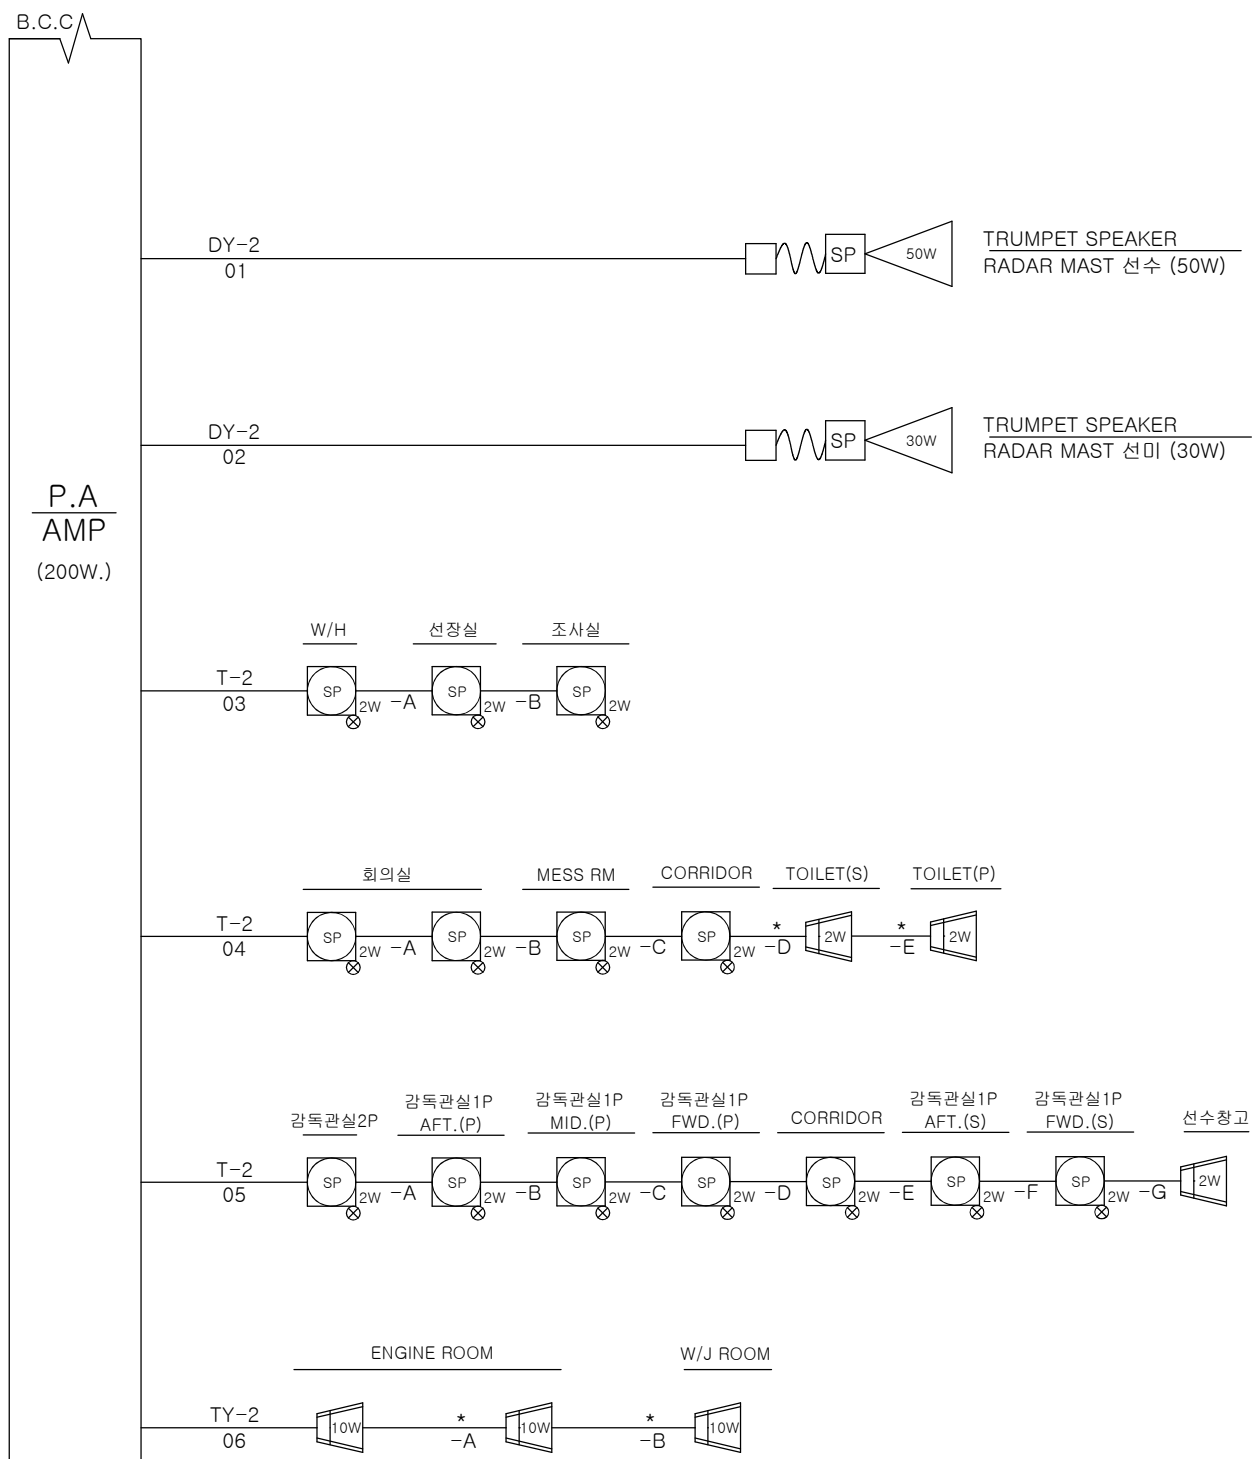 B.C.C
DY-2
01
SP
50W
TRUMPET SPEAKER
RADAR MAST 선수 (50W)
DY-2
02
SP
30W
TRUMPET SPEAKER
RADAR MAST 선미 (30W)
P.A
AMP
(200W.)
W/H 선장실 조사실
T-2
03
SP 2W -A SP 2W -B SP 2W
회의실 MESS RM CORRIDOR TOILET(S) TOILET(P)
T-2
04
SP 2W -A SP 2W -B SP 2W -C SP 2W * -D 2W * -E 2W
감독관실2P
감독관실1P
AFT.(P)
감독관실1P
MID.(P)
감독관실1P
FWD.(P)
CORRIDOR
감독관실1P
AFT.(S)
감독관실1P
FWD.(S)
선수창고
T-2
05
SP 2W -A SP 2W -B SP 2W -C SP 2W -D SP 2W -E SP 2W -F SP 2W -G 2W
ENGINE ROOM W/J ROOM
TY-2
06
10W * -A 10W * -B 10W